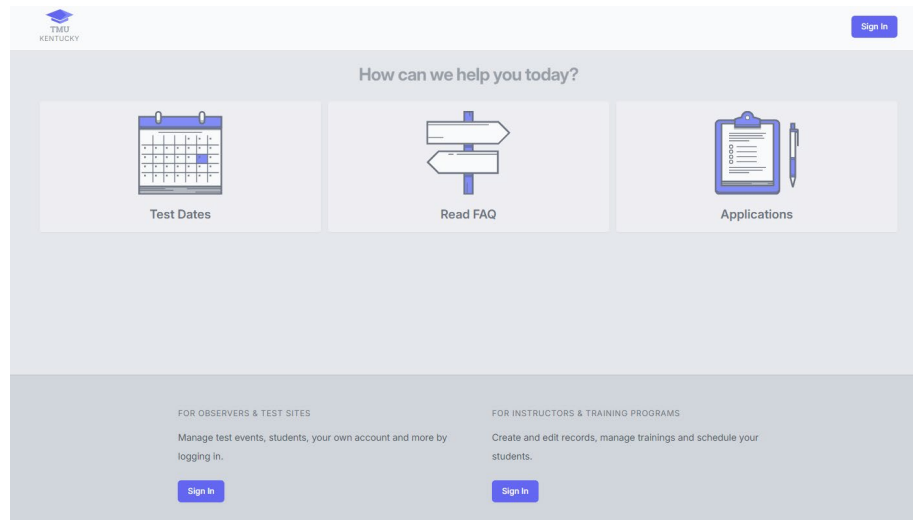 TMU
KENTUCKY
Sign In
How can we help you today?
Test Dates
Read FAQ
Applications
FOR OBSERVERS & TEST SITES
Manage test events, students, your own account and more by
logging in.
Sign In
FOR INSTRUCTORS & TRAINING PROGRAMS
Create and edit records, manage trainings and schedule your
students.
Sign In